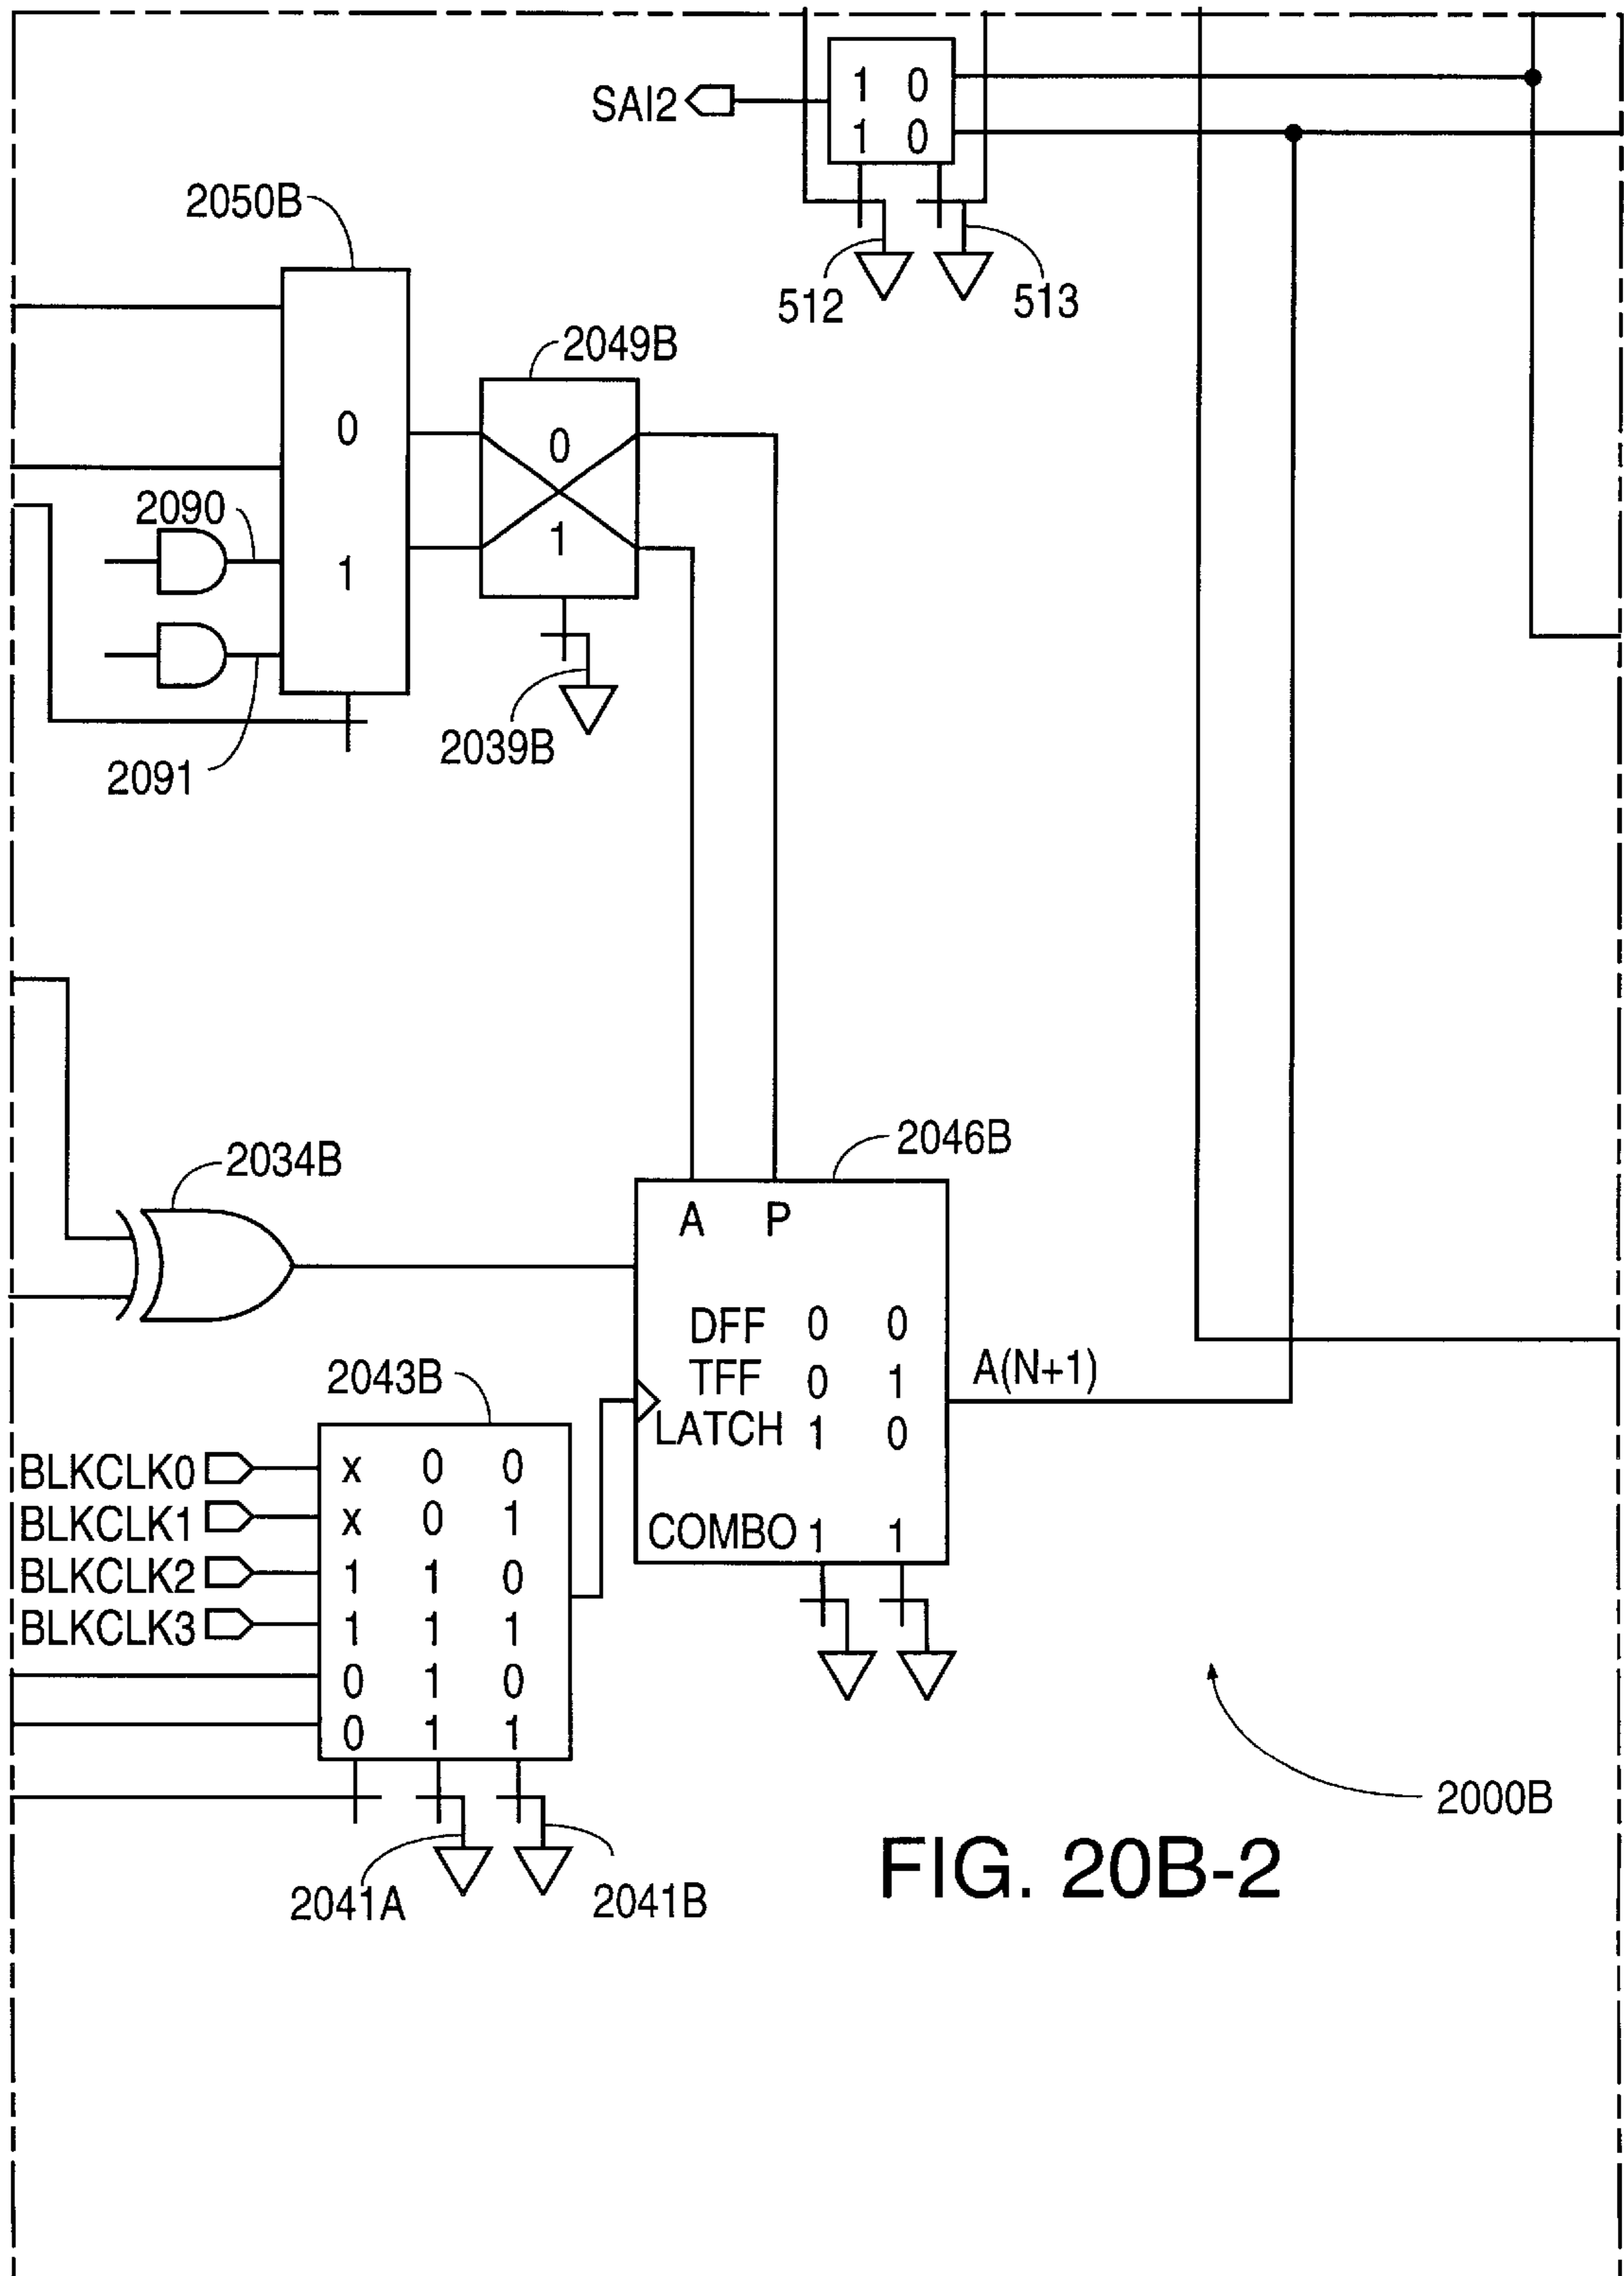 SAI2
1 0
1 0
512
513
2050B
0
1
2049B
0
1
2090
2091
2039B
2034B
2046B
A P
DFF 0 0
TFF 0 1
LATCH 1 0
COMBO 1 1
A(N+1)
2043B
BLKCLK0 x 0 0
BLKCLK1 x 0 1
BLKCLK2 1 1 0
BLKCLK3 1 1 1
0 1 0
0 1 1
2041A
2041B
2000B
FIG. 20B-2